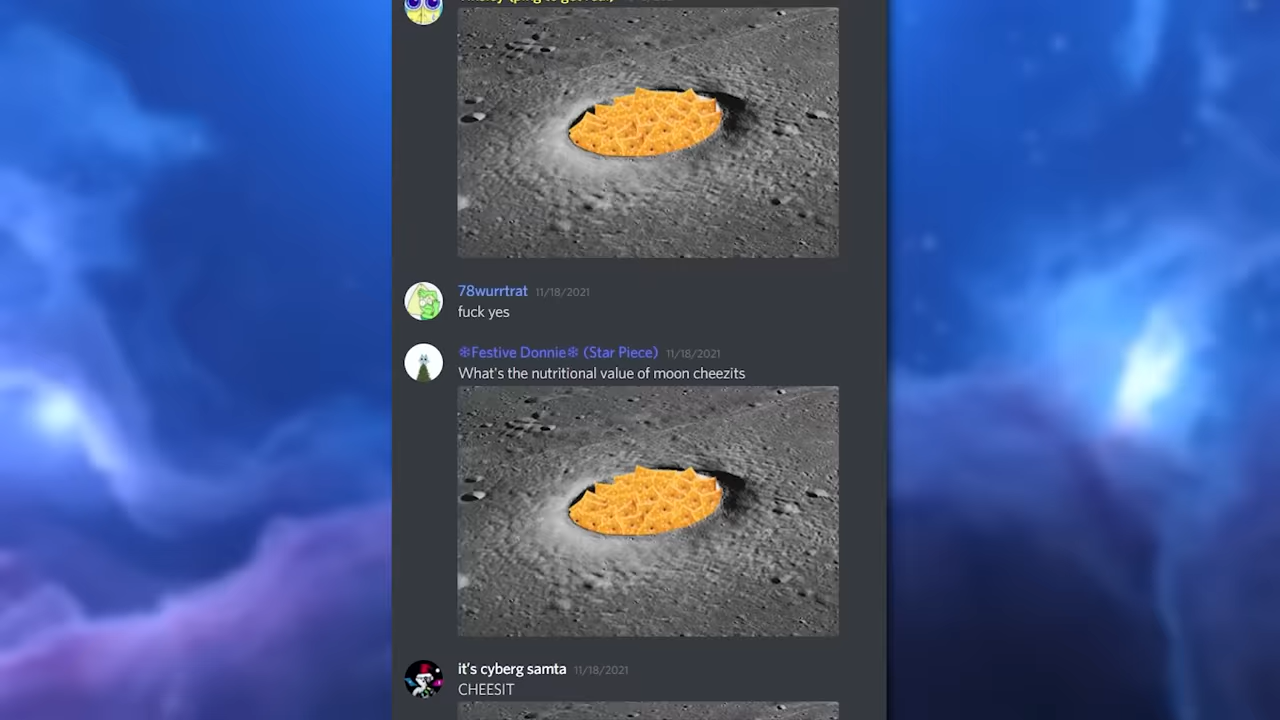 78wurrtrat 11/18/2021
fuck yes
❄Festive Donnie❄ (Star Piece) 11/18/2021
What's the nutritional value of moon cheezits
it's cyberg samta 11/18/2021
CHEESIT